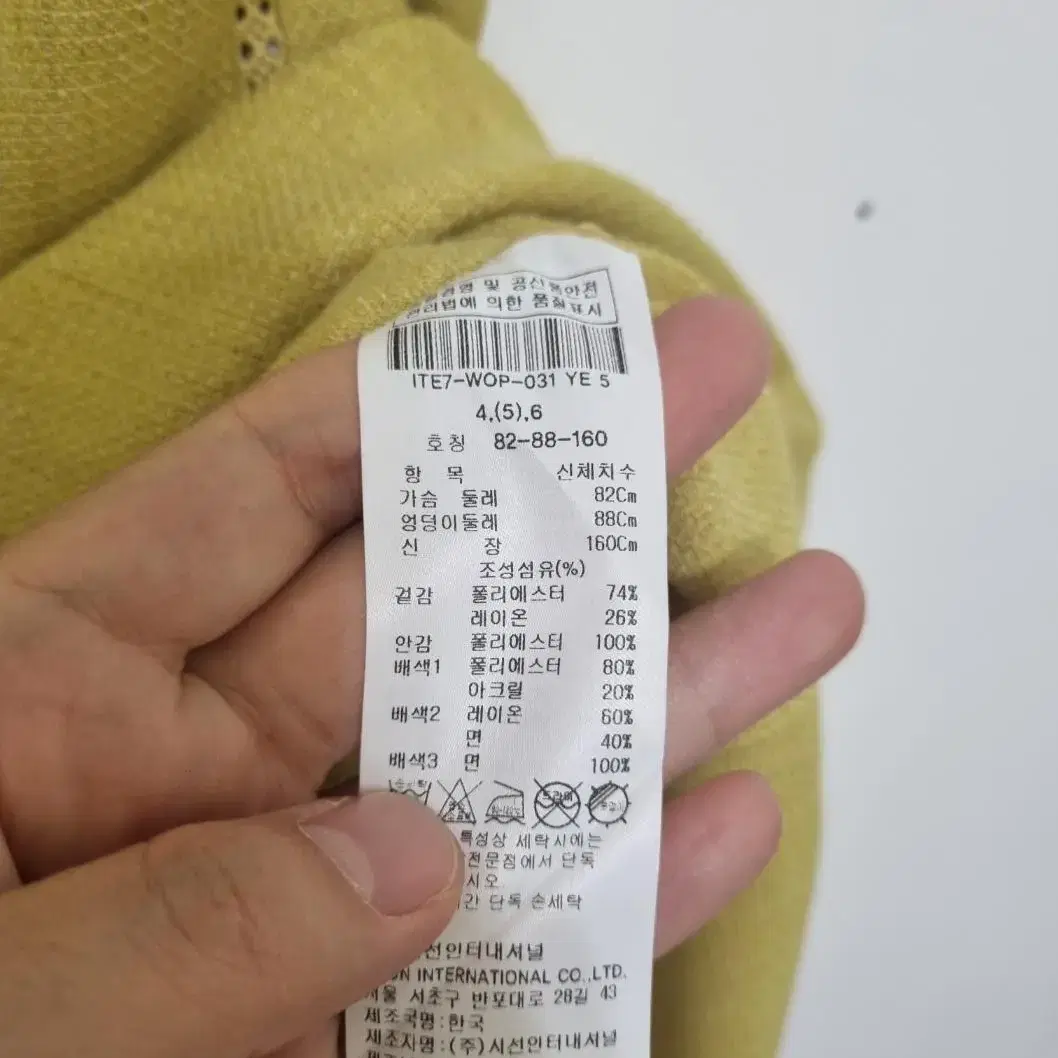 및 공산품안전
관리법에 의한 품질표시
ITE7-WOP-031 YE 5
4,(5),6
호칭 82-88-160
항 목 신체치수
가슴 둘레 82Cm
엉덩이둘레 88Cm
신 장 160Cm
조성섬유(%)
겉감 폴리에스터 74%
레이온 26%
안감 폴리에스터 100%
배색1 폴리에스터 80%
아크릴 20%
배색2 레이온 60%
면 40%
배색3 면 100%
드라이
특성상 세탁시에는
전문점에서 단독
시오
간 단독 손세탁
선인터내셔널
ON INTERNATIONAL CO.,LTD.
서울 서초구 반포대로 28길 43
제조국명:한국
제조자명:(주)시선인터내셔널